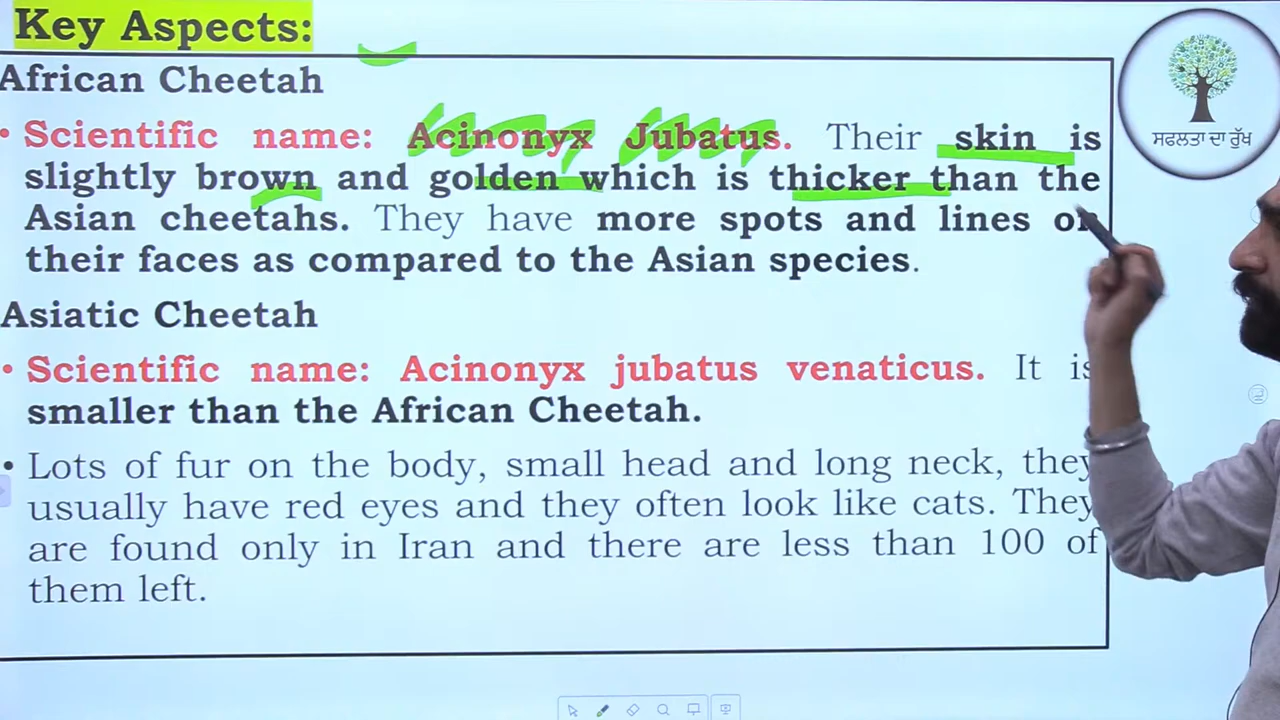 Key Aspects:
African Cheetah
• Scientific name: Acinonyx Jubatus. Their skin is
slightly brown and golden which is thicker than the
Asian cheetahs. They have more spots and lines on
their faces as compared to the Asian species.
Asiatic Cheetah
• Scientific name: Acinonyx jubatus venaticus. It is
smaller than the African Cheetah.
• Lots of fur on the body, small head and long neck, they
usually have red eyes and they often look like cats. They
are found only in Iran and there are less than 100 of
them left.
ਸਫਲਤਾ ਦਾ ਰੁੱਖ